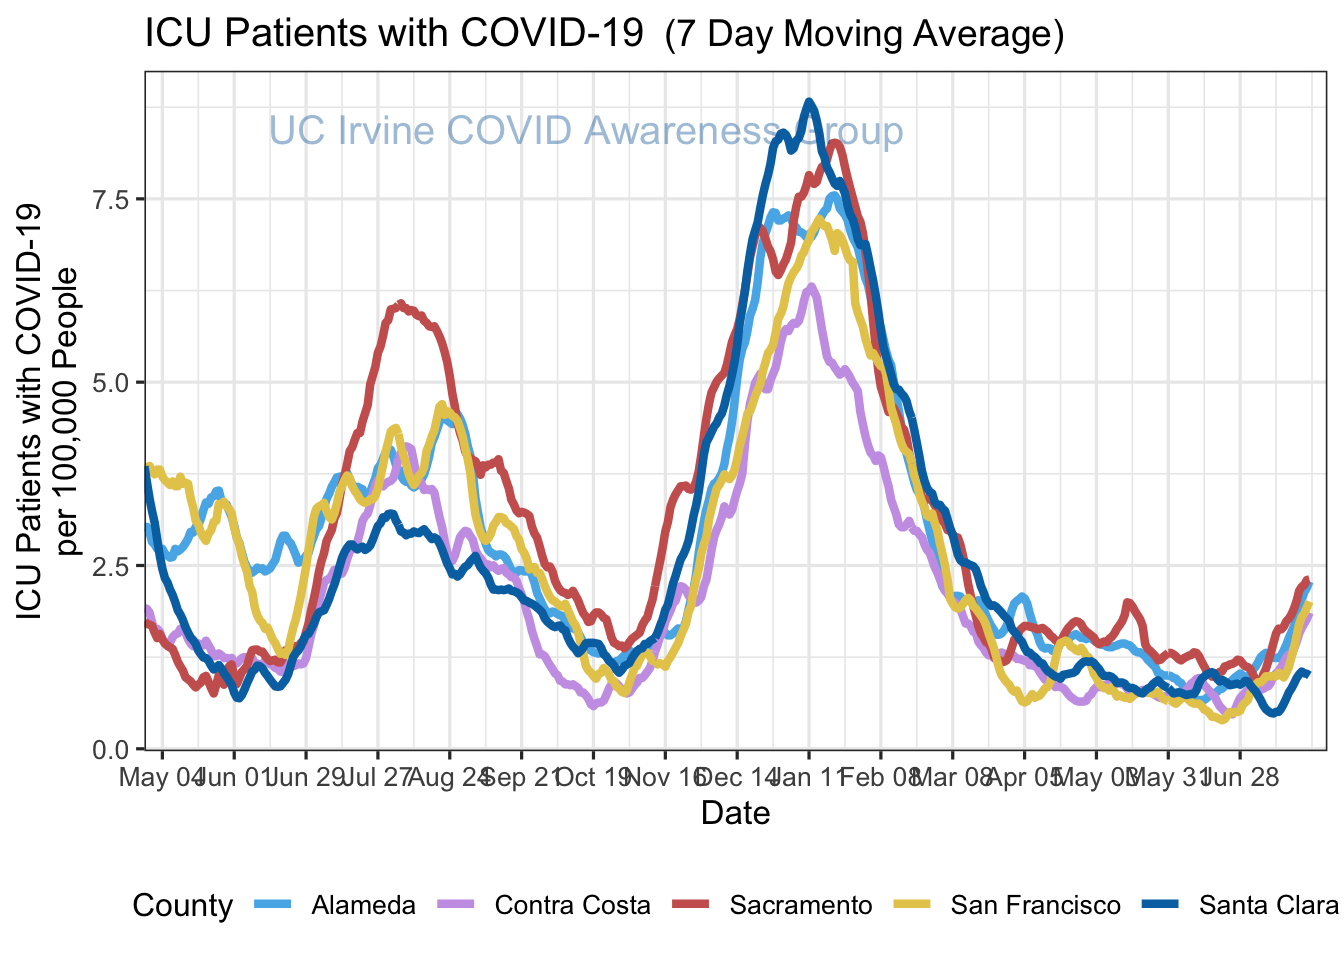 ICU Patients with COVID-19 (7 Day Moving Average)
UC Irvine COVID Awareness Group
ICU Patients with COVID-19
per 100,000 People
7.5
5.0
2.5
0.0
May 04 Jun 01 Jun 29 Jul 27 Aug 24 Sep 21 Oct 19 Nov 16 Dec 14 Jan 11 Feb 08 Mar 08 Apr 05 May 03 May 31 Jun 28
Date
County Alameda Contra Costa Sacramento San Francisco Santa Clara